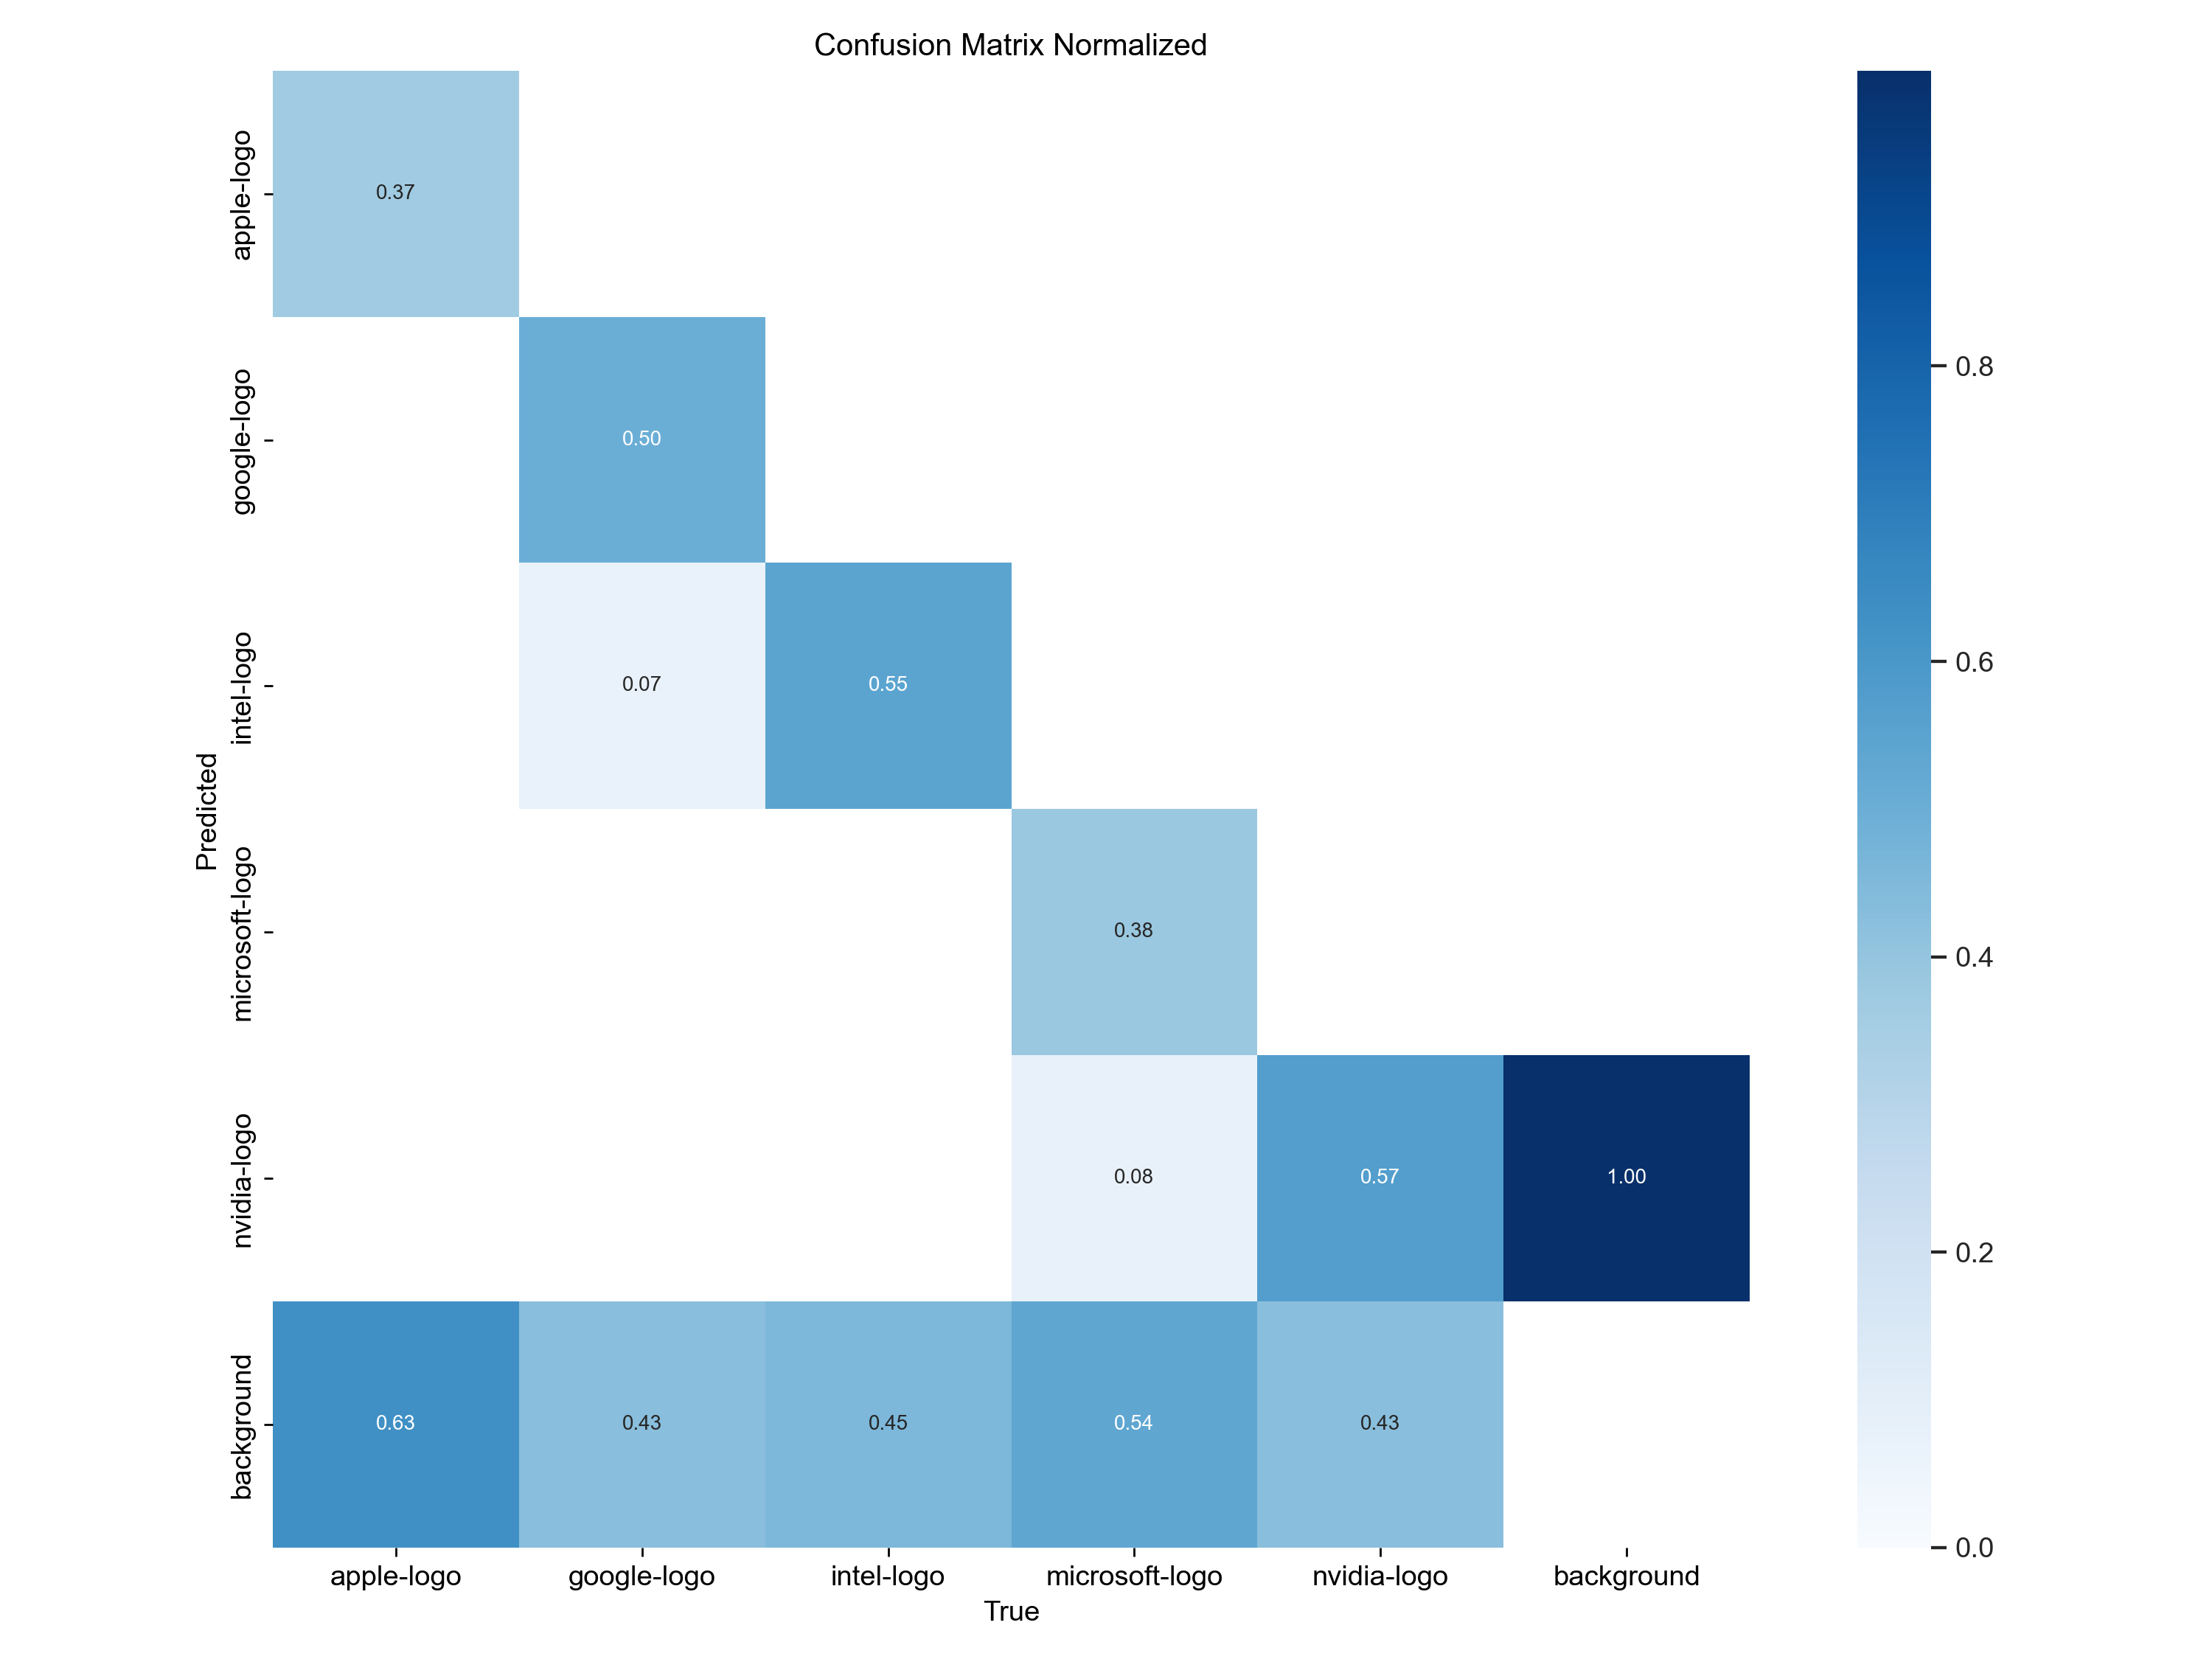 Confusion Matrix Normalized
apple-logo
0.37
google-logo
0.50
intel-logo
0.07 0.55
microsoft-logo
0.38
nvidia-logo
0.08 0.57 1.00
background
0.63 0.43 0.45 0.54 0.43
Predicted
apple-logo google-logo intel-logo microsoft-logo nvidia-logo background
True
0.8
0.6
0.4
0.2
0.0